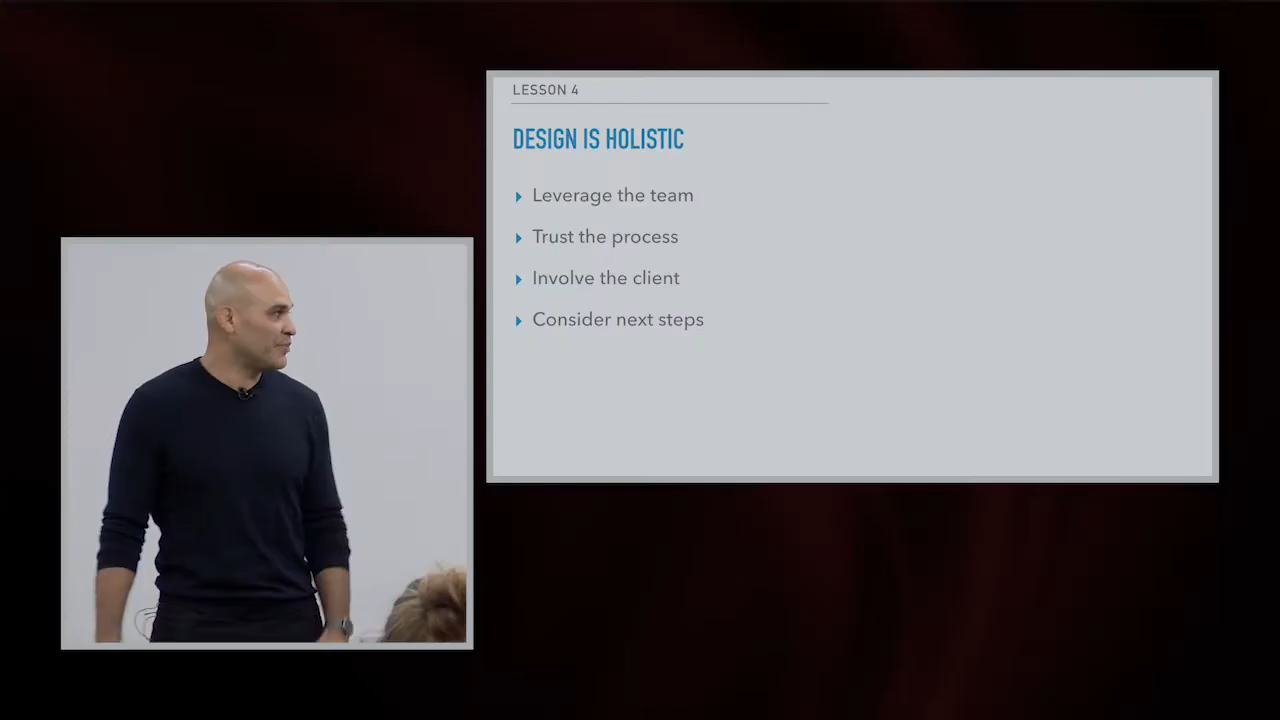 LESSON 4
DESIGN IS HOLISTIC
Leverage the team
Trust the process
Involve the client
Consider next steps